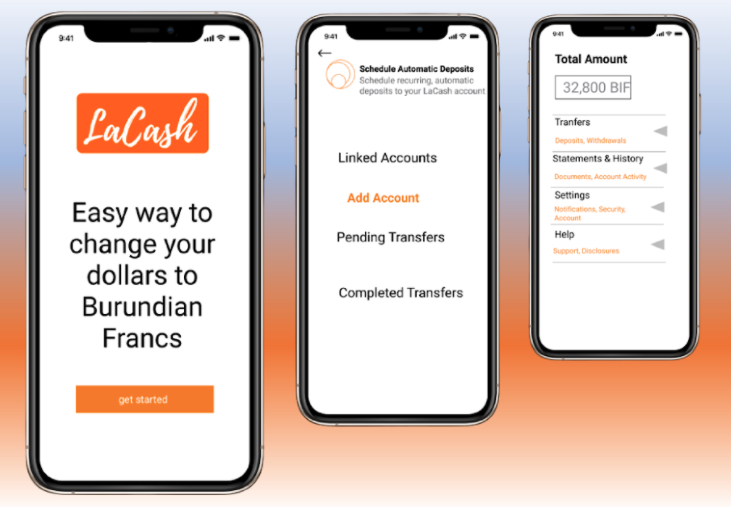 9:41
LaCash
Easy way to
change your
dollars to
Burundian
Francs
get started
9:41
Schedule Automatic Deposits
Schedule recurring, automatic
deposits to your LaCash account
Linked Accounts
Add Account
Pending Transfers
Completed Transfers
9:41
Total Amount
32,800 BIF
Tranfers
Deposits, Withdrawals
Statements & History
Documents, Account Activity
Settings
Notifications, Security,
Account
Help
Support, Disclosures